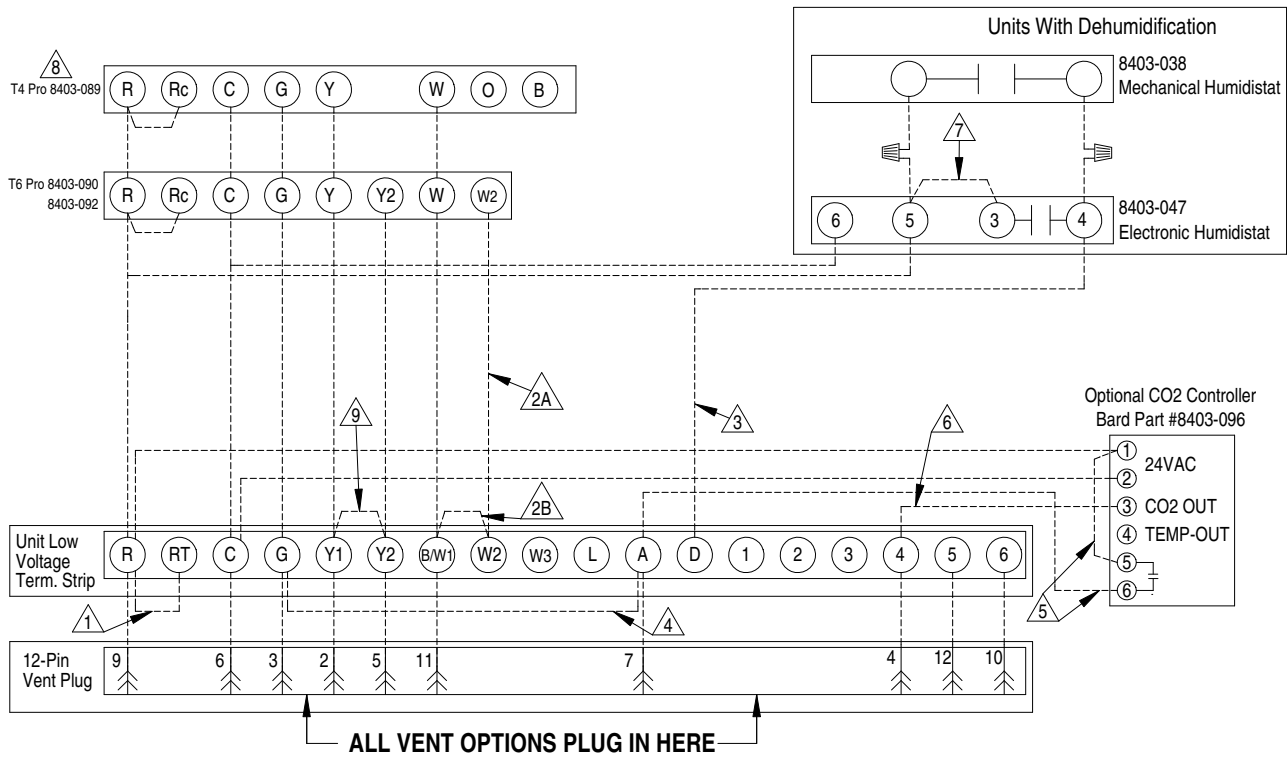 Units With Dehumidification
8403-038
Mechanical Humidistat
8
T4 Pro 8403-089
R Rc C G Y W O B
7
T6 Pro 8403-090
8403-092
R Rc C G Y Y2 W W2
6 5 3 4
8403-047
Electronic Humidistat
2A
3
9
6
2B
Optional CO2 Controller
Bard Part #8403-096
1
2
24VAC
3 CO2 OUT
4 TEMP-OUT
5
6
5
Unit Low
Voltage
Term. Strip
R RT C G Y1 Y2 B/W1 W2 W3 L A D 1 2 3 4 5 6
1
4
12-Pin
Vent Plug
9 6 3 2 5 11 7 4 12 10
ALL VENT OPTIONS PLUG IN HERE